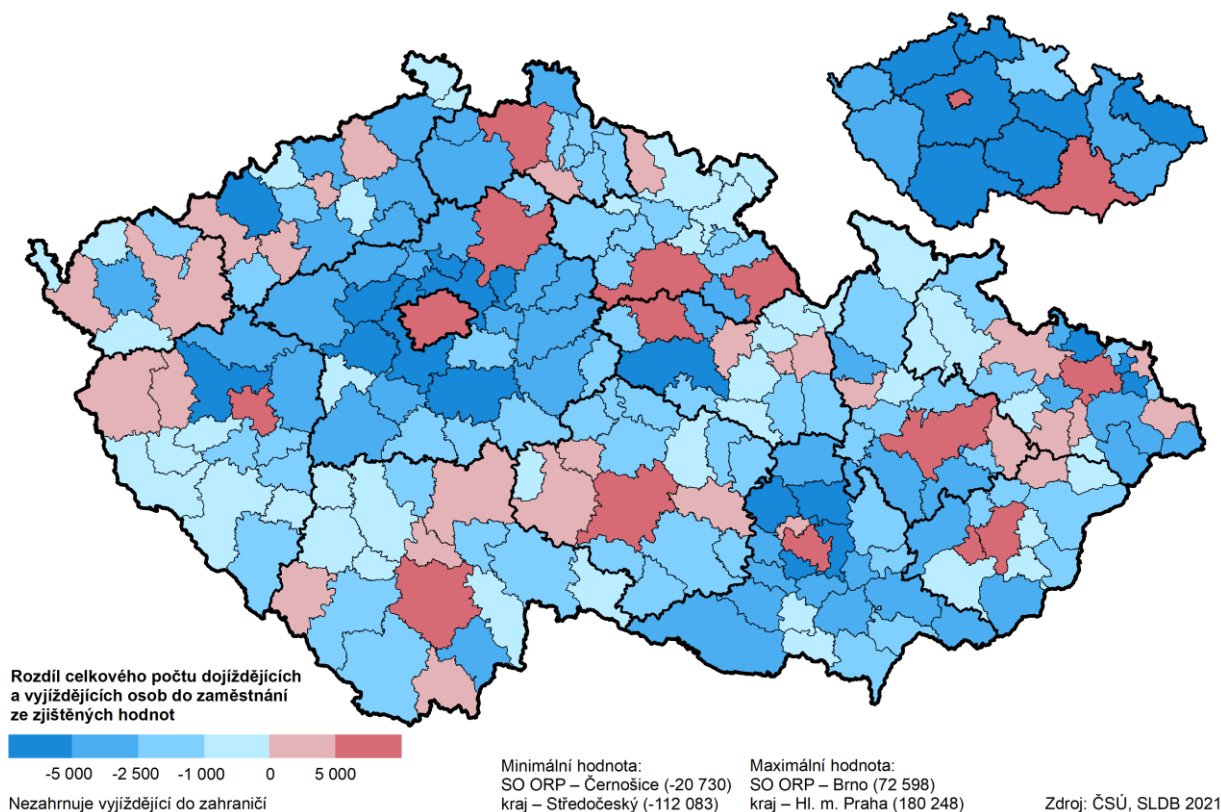 Rozdíl celkového počtu dojíždějících
a vyjíždějících osob do zaměstnání
ze zjištěných hodnot
-5 000 -2 500 -1 000 0 5 000
Nezahrnuje vyjíždějící do zahraničí
Minimální hodnota:
SO ORP – Černošice (-20 730)
kraj – Středočeský (-112 083)
Maximální hodnota:
SO ORP – Brno (72 598)
kraj – Hl. m. Praha (180 248)
Zdroj: ČSÚ, SLDB 2021